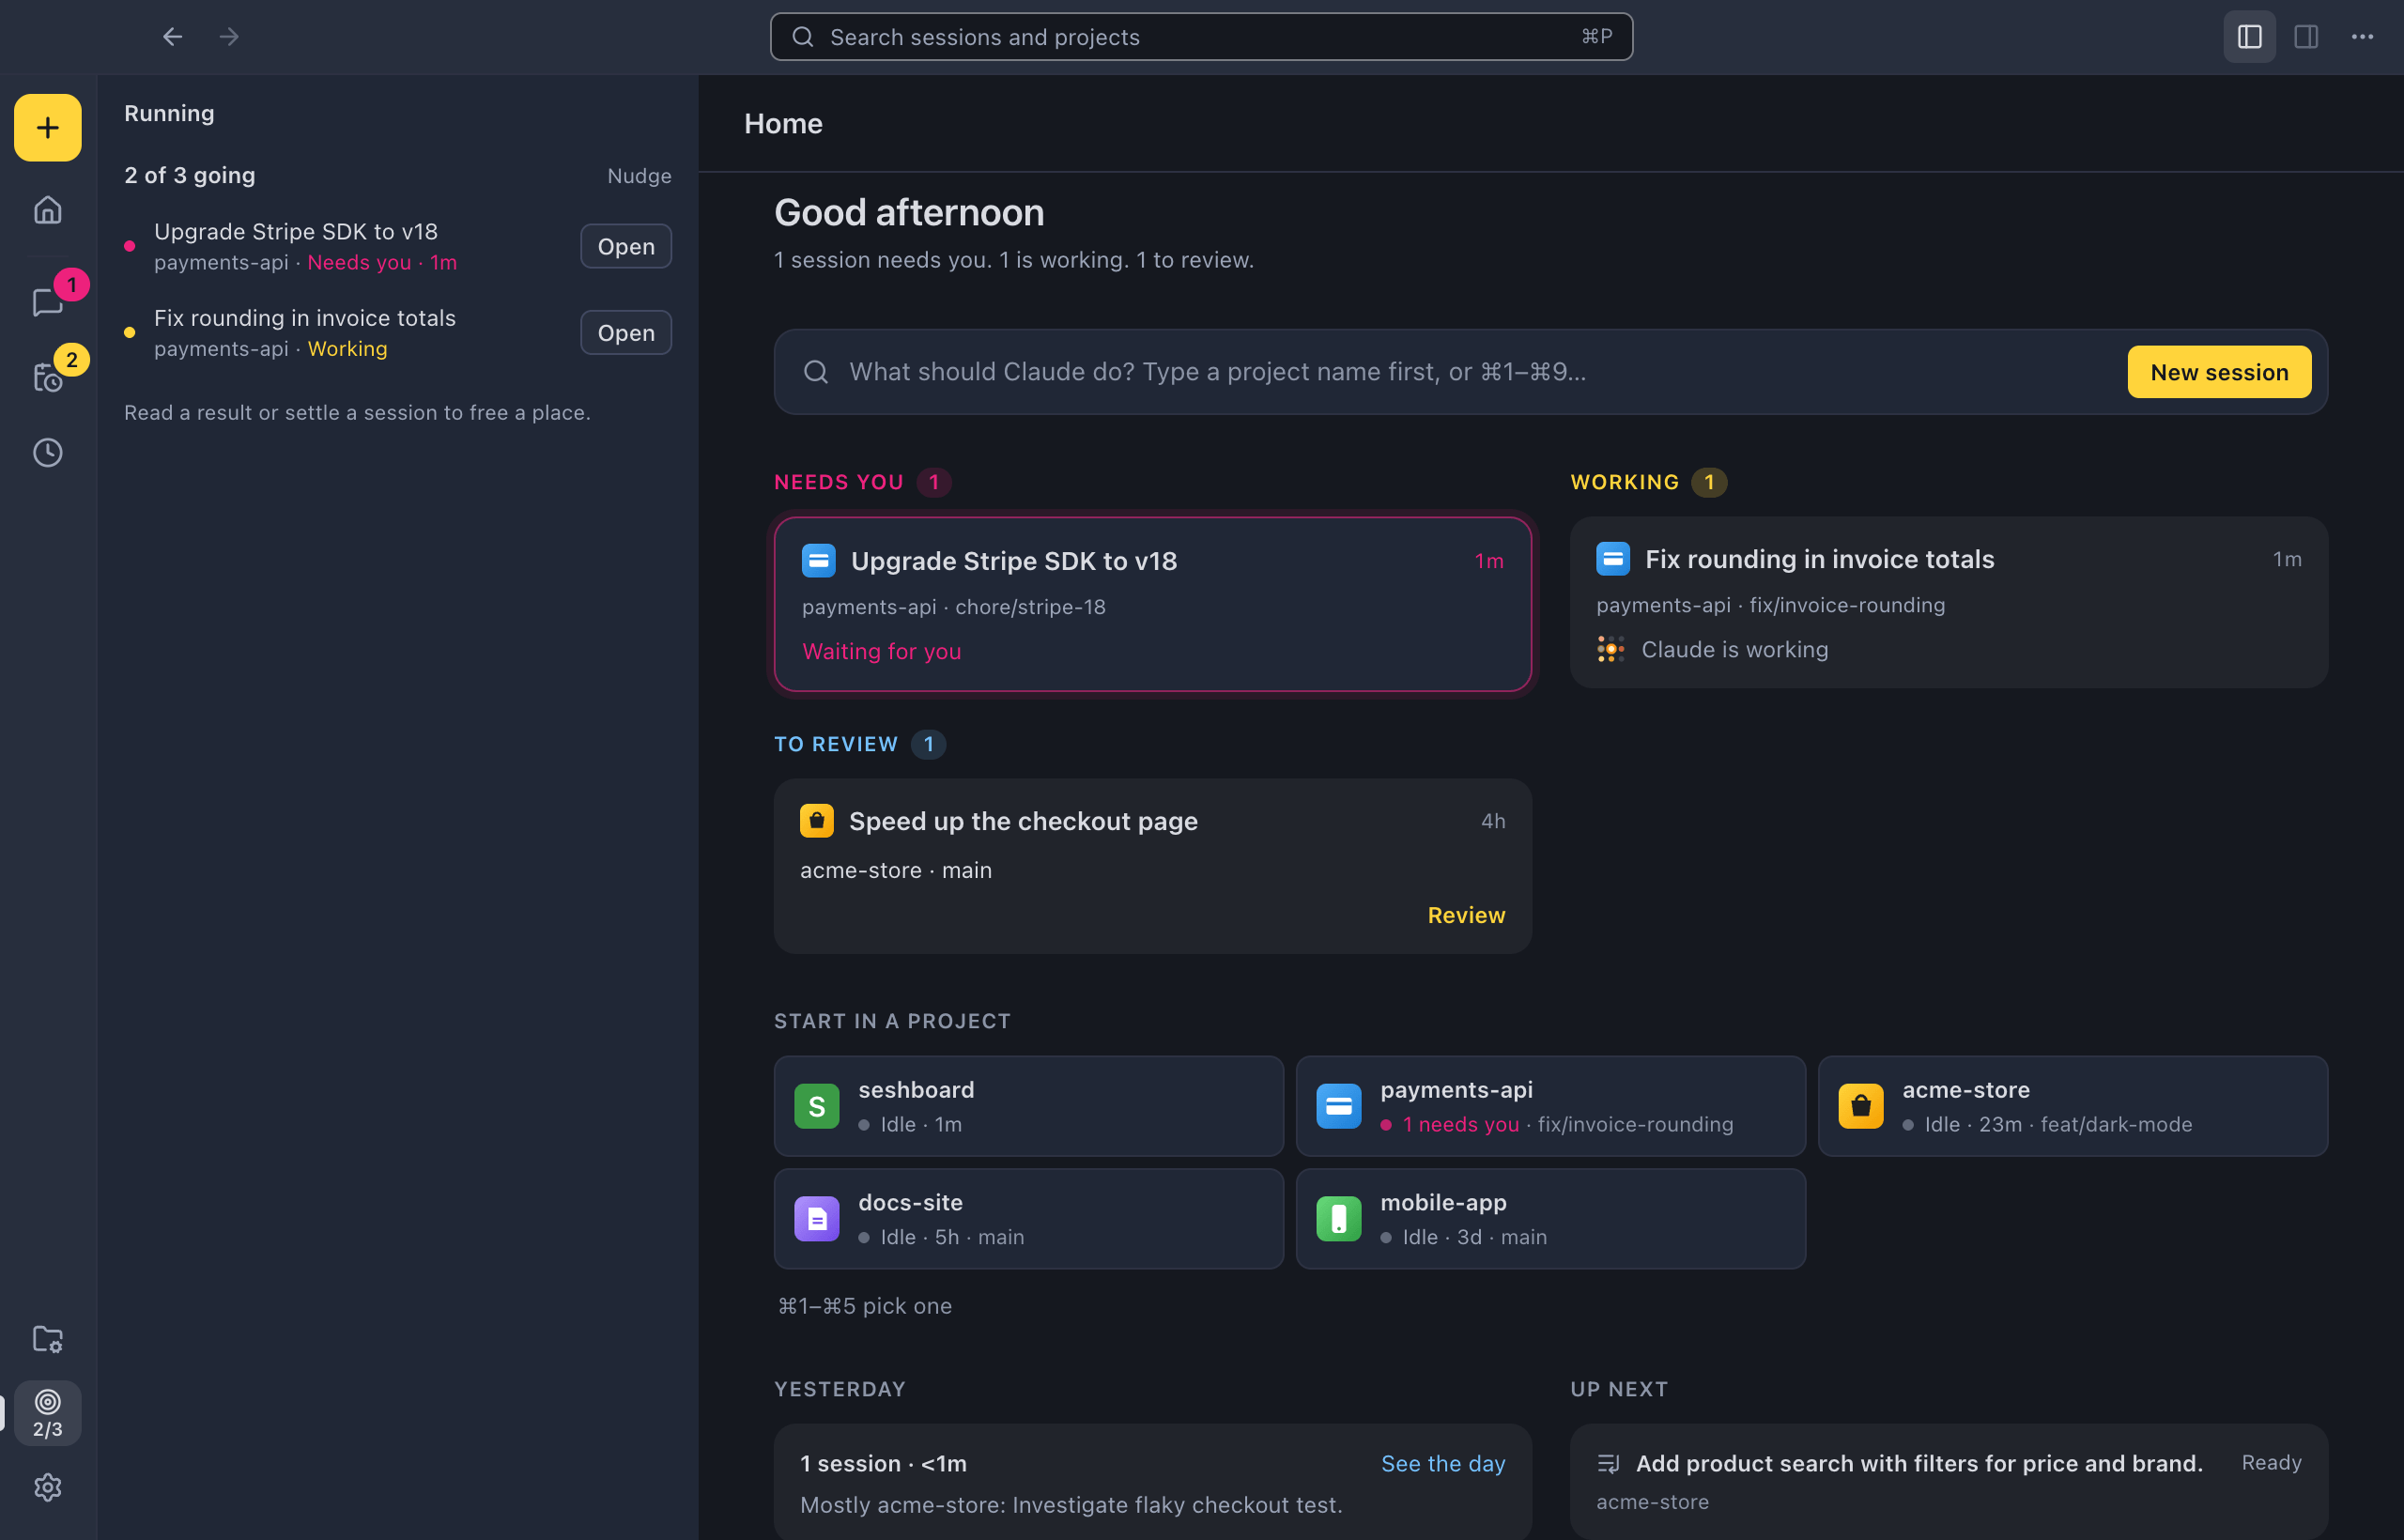 Search sessions and projects ⌘P
Running
2 of 3 going Nudge
Upgrade Stripe SDK to v18
payments-api · Needs you · 1m
Open
Fix rounding in invoice totals
payments-api · Working
Open
Read a result or settle a session to free a place.
1
2
2/3
Home
Good afternoon
1 session needs you. 1 is working. 1 to review.
What should Claude do? Type a project name first, or ⌘1–⌘9...
New session
NEEDS YOU 1
Upgrade Stripe SDK to v18 1m
payments-api · chore/stripe-18
Waiting for you
WORKING 1
Fix rounding in invoice totals 1m
payments-api · fix/invoice-rounding
Claude is working
TO REVIEW 1
Speed up the checkout page 4h
acme-store · main
Review
START IN A PROJECT
S
seshboard
Idle · 1m
payments-api
1 needs you · fix/invoice-rounding
acme-store
Idle · 23m · feat/dark-mode
docs-site
Idle · 5h · main
mobile-app
Idle · 3d · main
⌘1–⌘5 pick one
YESTERDAY
1 session · <1m See the day
Mostly acme-store: Investigate flaky checkout test.
UP NEXT
Add product search with filters for price and brand. Ready
acme-store